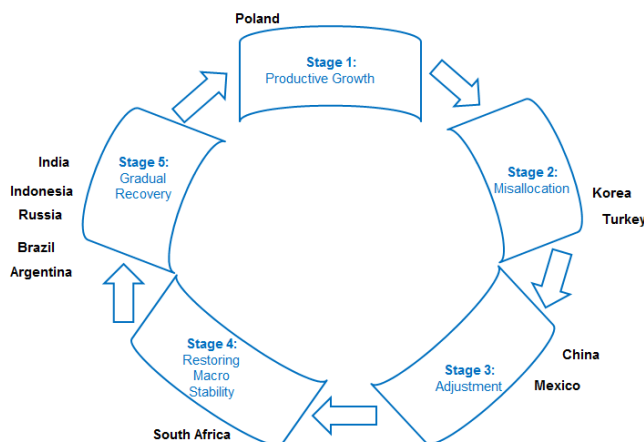 Poland
Stage 1:
Productive Growth
Stage 2:
Misallocation
Korea
Turkey
Stage 3:
Adjustment
China
Mexico
Stage 4:
Restoring
Macro
Stability
South Africa
Stage 5:
Gradual
Recovery
India
Indonesia
Russia
Brazil
Argentina